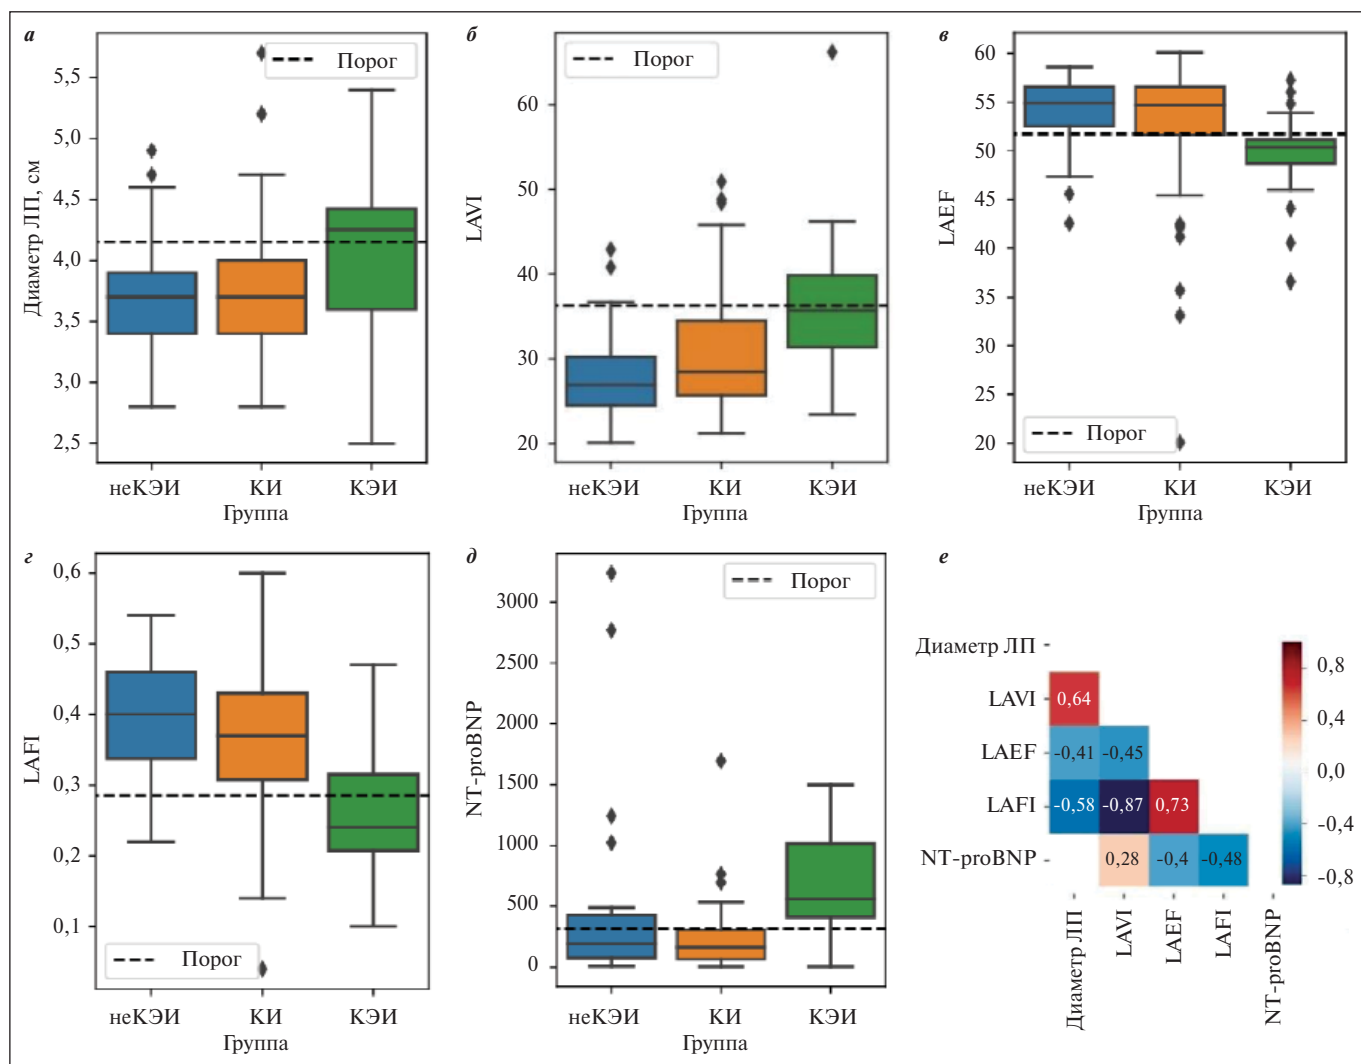 а
Порог
5,5
5,0
4,5
4,0
3,5
3,0
2,5
Диаметр ЛП, см
неКЭИ КИ КЭИ
Группа
б
Порог
60
50
40
30
20
LAVI
неКЭИ КИ КЭИ
Группа
в
60
55
50
45
40
35
30
25
20
LAEF
Порог
неКЭИ КИ КЭИ
Группа
г
0,6
0,5
0,4
0,3
0,2
0,1
LAFI
Порог
неКЭИ КИ КЭИ
Группа
д
Порог
3000
2500
2000
1500
1000
500
0
NT-proBNP
неКЭИ КИ КЭИ
Группа
е
Диаметр ЛП
LAVI 0,64
LAEF -0,41 -0,45
LAFI -0,58 -0,87 0,73
NT-proBNP 0,28 -0,4 -0,48
Диаметр ЛП LAVI LAEF LAFI NT-proBNP
0,8
0,4
0,0
-0,4
-0,8